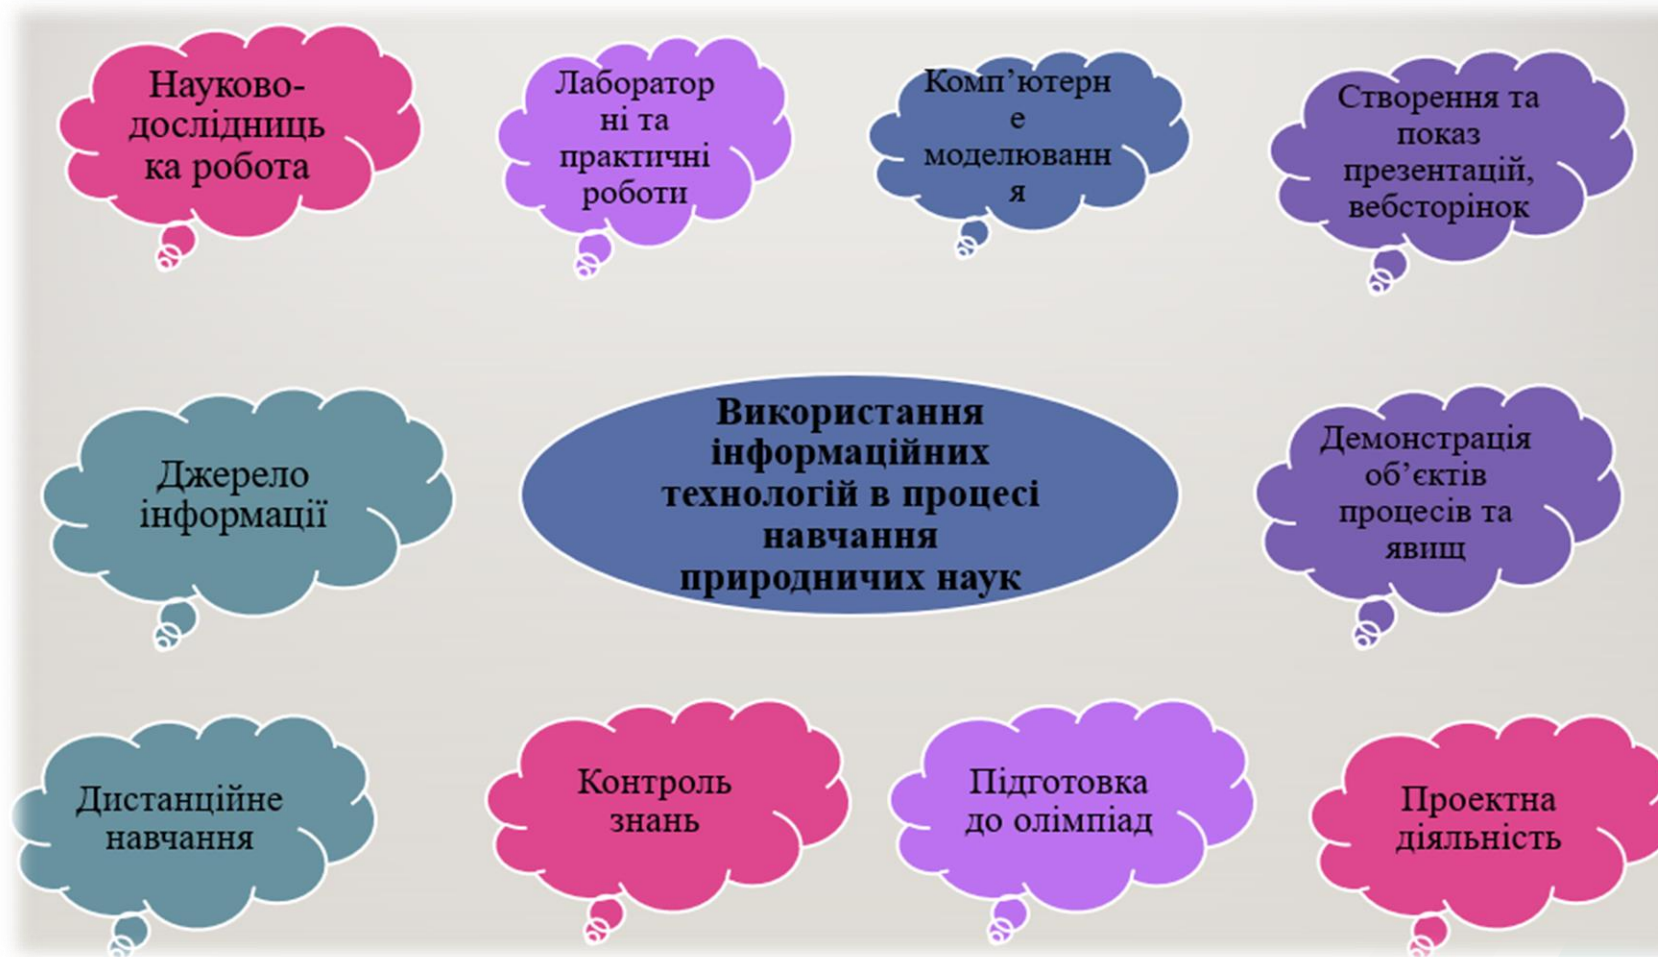 Науково-
дослідниць
ка робота
Лаборатор
ні та
практичні
роботи
Комп’ютерн
е
моделюванн
я
Створення та
показ
презентацій,
вебсторінок
Джерело
інформації
Використання
інформаційних
технологій в процесі
навчання
природничих наук
Демонстрація
об’єктів
процесів та
явищ
Дистанційне
навчання
Контроль
знань
Підготовка
до олімпіад
Проектна
діяльність